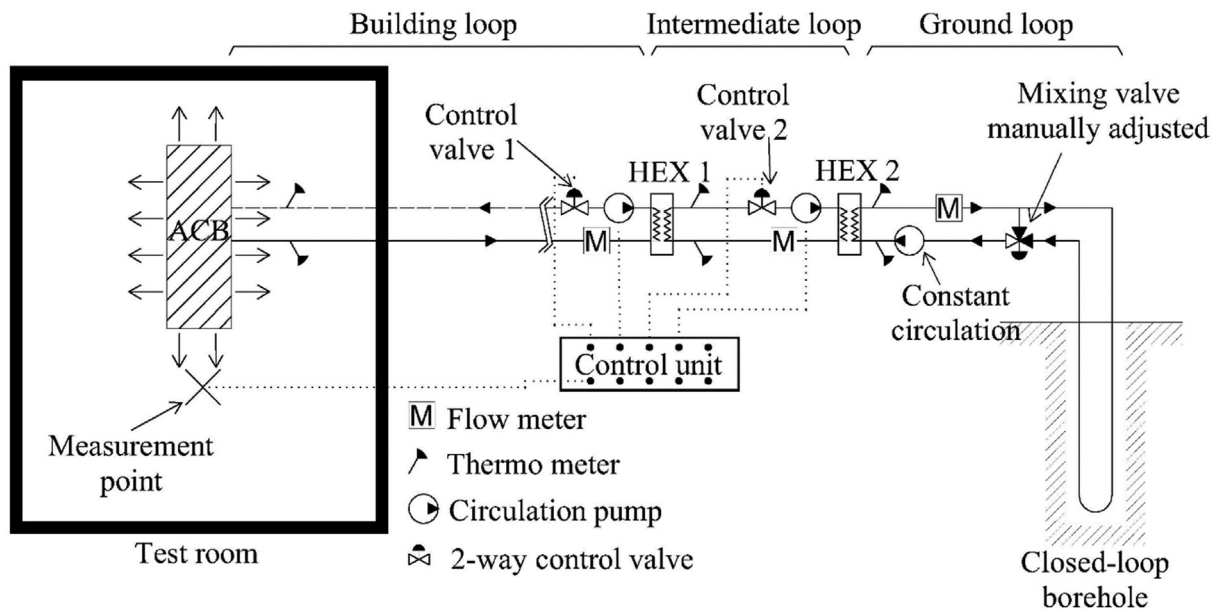 Building loop
Intermediate loop
Ground loop
Control
valve 1
Control
valve 2
Mixing valve
manually adjusted
HEX 1
HEX 2
ACB
M
M
M
Constant
circulation
Control unit
Measurement
point
M Flow meter
Thermo meter
Circulation pump
2-way control valve
Test room
Closed-loop
borehole